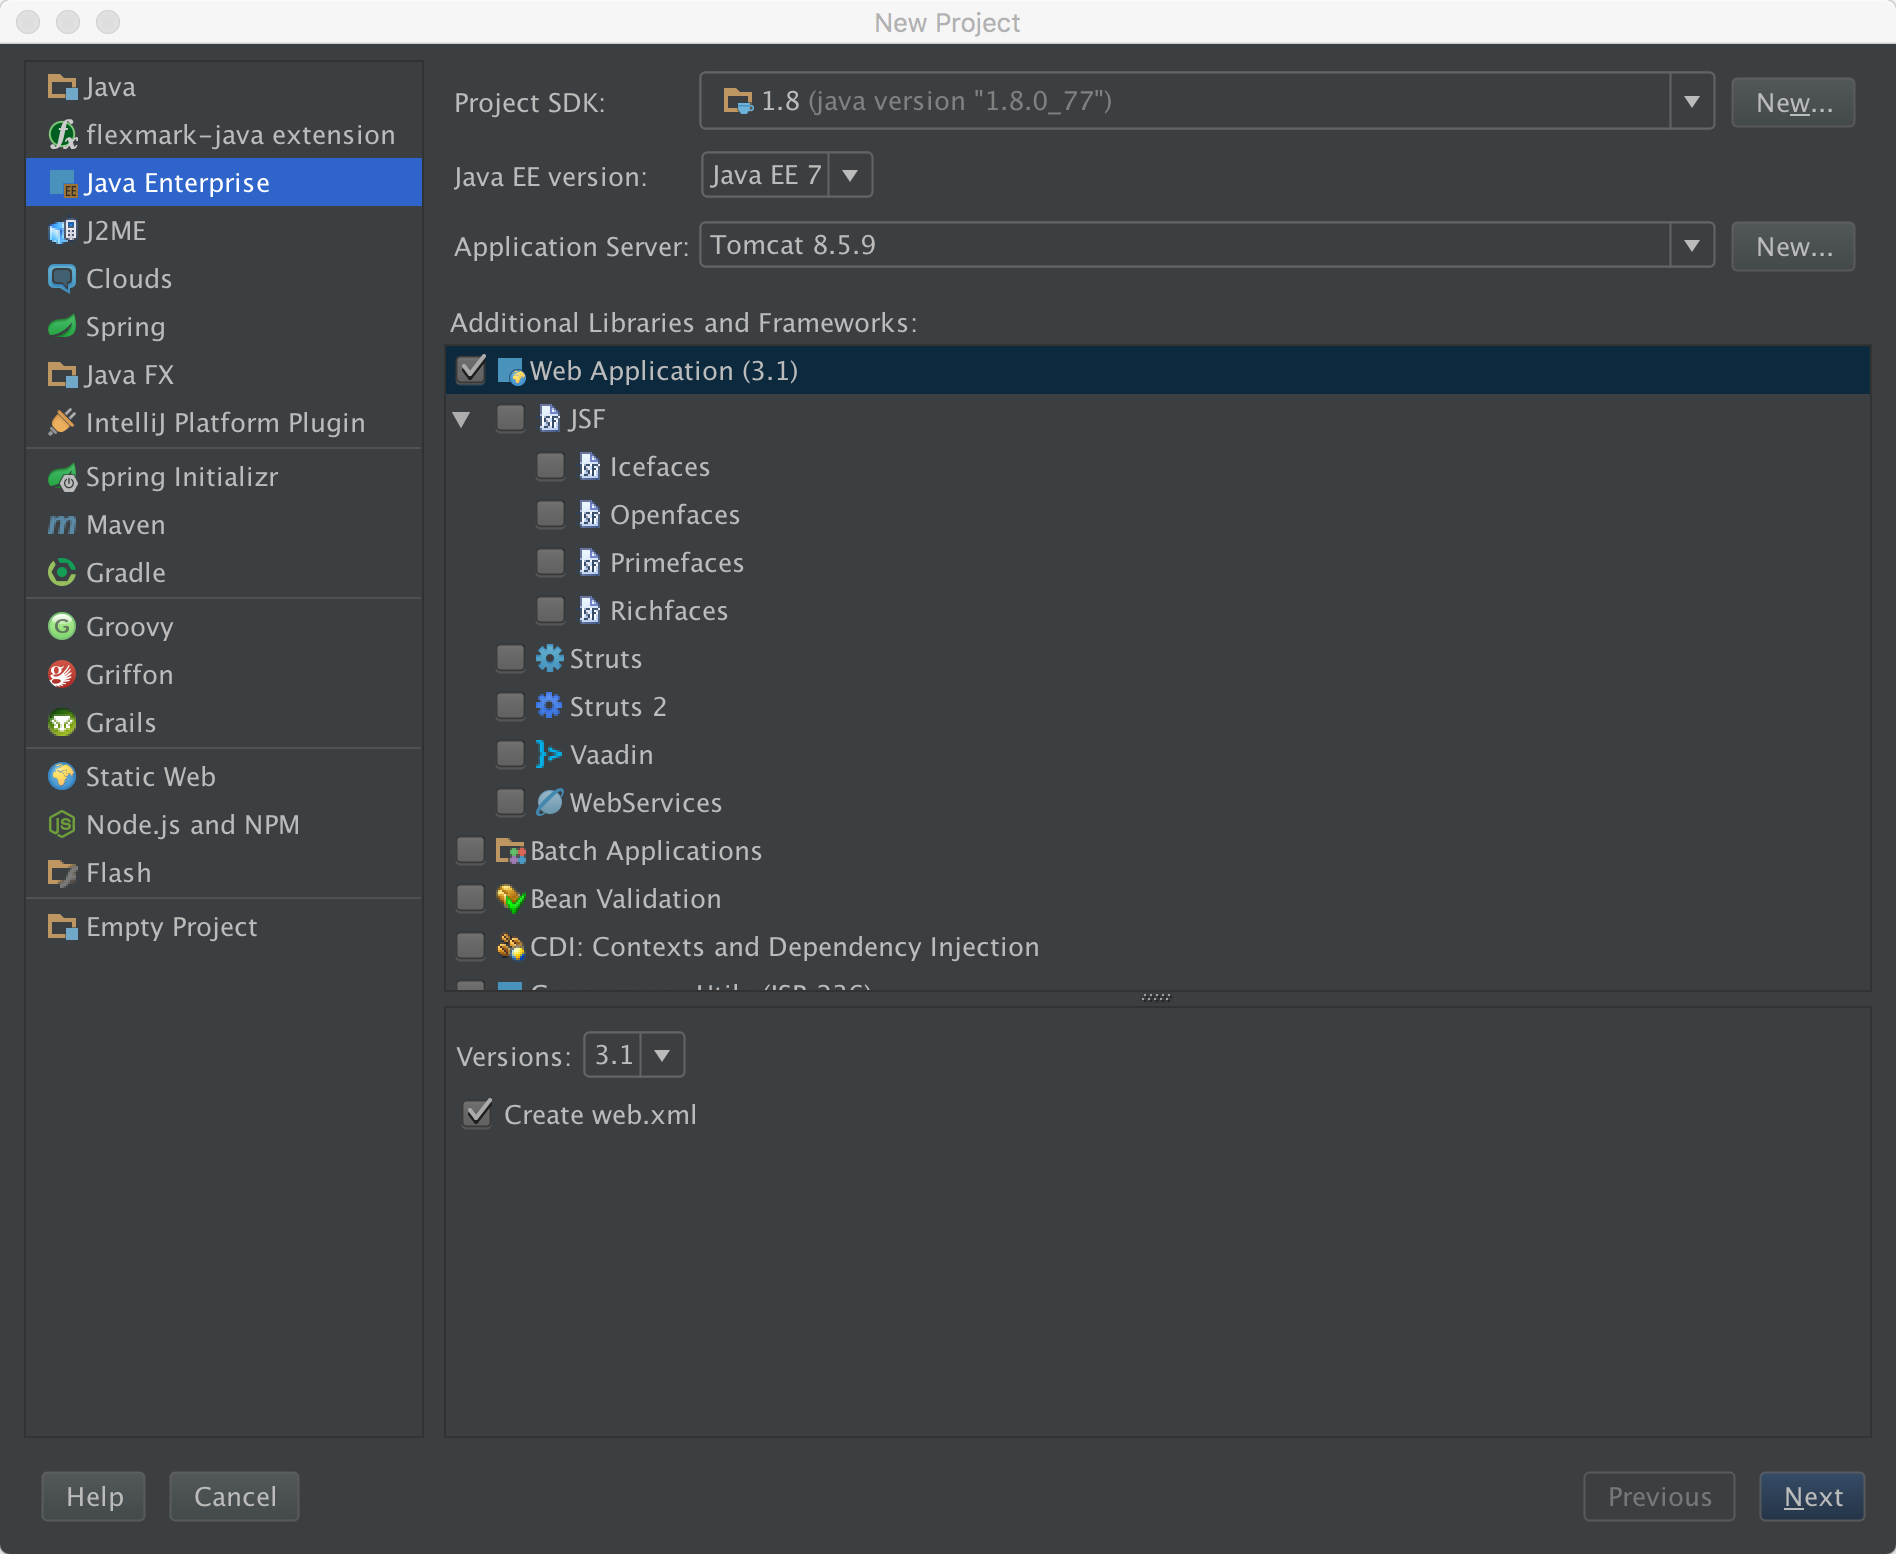 New Project
Java
flexmark-java extension
Java Enterprise
J2ME
Clouds
Spring
Java FX
IntelliJ Platform Plugin
Spring Initializr
Maven
Gradle
Groovy
Griffon
Grails
Static Web
Node.js and NPM
Flash
Empty Project
Project SDK: 1.8 (java version "1.8.0_77") New...
Java EE version: Java EE 7
Application Server: Tomcat 8.5.9 New...
Additional Libraries and Frameworks:
Web Application (3.1)
JSF
Icefaces
Openfaces
Primefaces
Richfaces
Struts
Struts 2
Vaadin
WebServices
Batch Applications
Bean Validation
CDI: Contexts and Dependency Injection
Versions: 3.1
Create web.xml
Help Cancel Previous Next